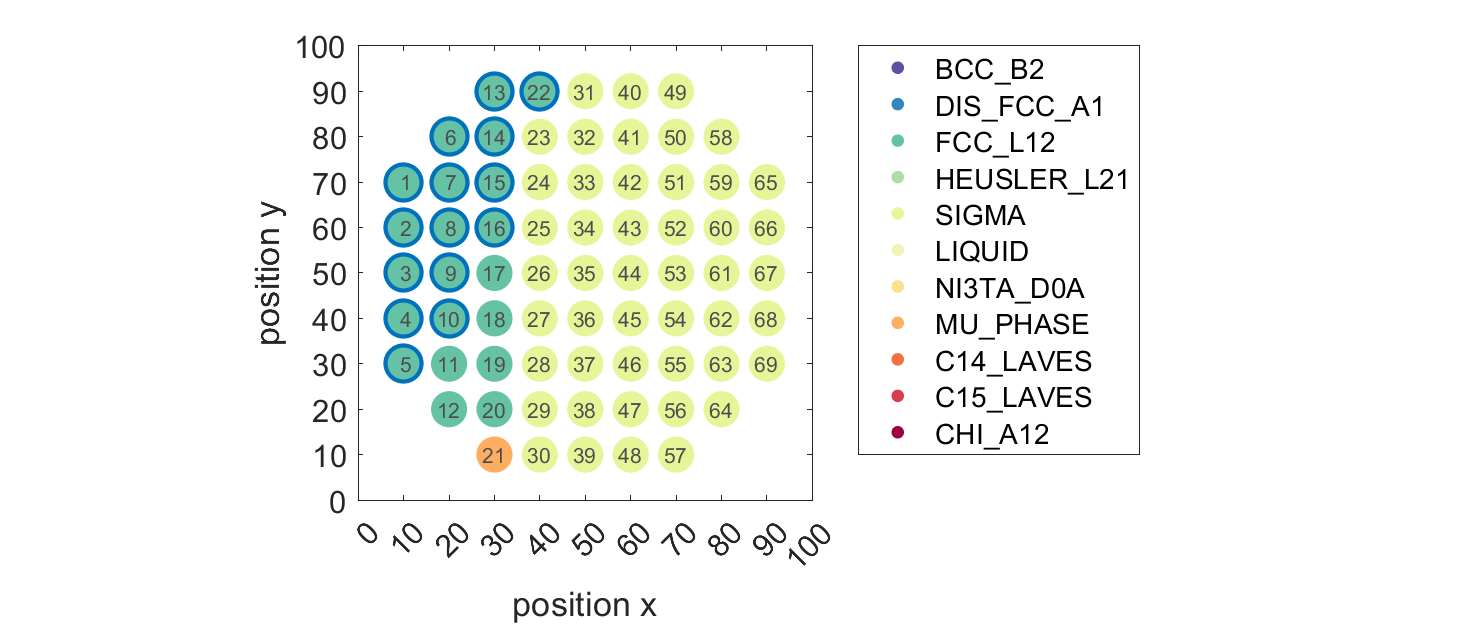 100
90
80
70
60
50
40
30
20
10
0
position y
13 22 31 40 49
6 14 23 32 41 50 58
1 7 15 24 33 42 51 59 65
2 8 16 25 34 43 52 60 66
3 9 17 26 35 44 53 61 67
4 10 18 27 36 45 54 62 68
5 11 19 28 37 46 55 63 69
12 20 29 38 47 56 64
21 30 39 48 57
0 10 20 30 40 50 60 70 80 90 100
position x
BCC_B2
DIS_FCC_A1
FCC_L12
HEUSLER_L21
SIGMA
LIQUID
NI3TA_D0A
MU_PHASE
C14_LAVES
C15_LAVES
CHI_A12